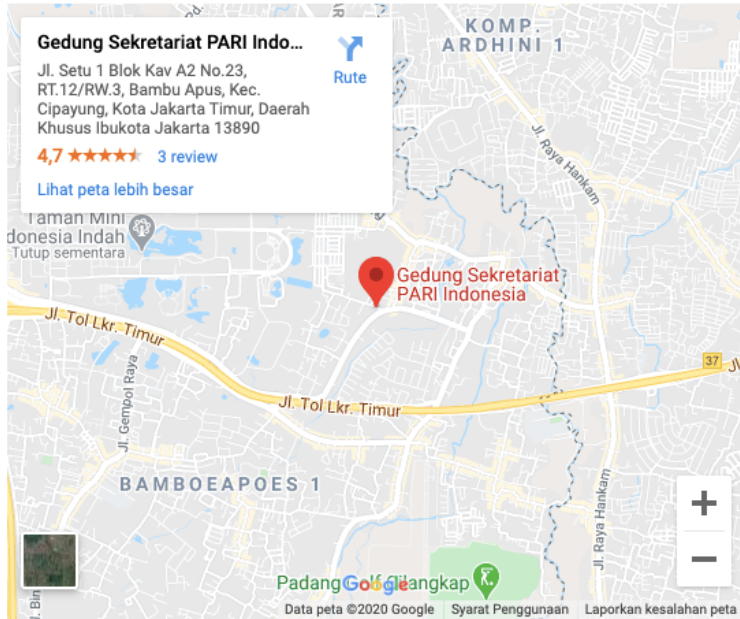 Gedung Sekretariat PARI Indo...
Rute
Jl. Setu 1 Blok Kav A2 No.23,
RT.12/RW.3, Bambu Apus, Kec.
Cipayung, Kota Jakarta Timur, Daerah
Khusus Ibukota Jakarta 13890
4,7
3 review
Lihat peta lebih besar
KOMP.
ARDHINI 1
Jl. Raya Hankam
Taman Mini
donesia Indah
Tutup sementara
Gedung Sekretariat
PARI Indonesia
Jl. Tol Lkr. Timur
37
Jl. Gempol Raya
Jl. Tol Lkr. Timur
BAMBOEAPOES 1
Jl. Raya Hankam
Padang Golf Cilangkap
Google
Data peta ©2020 Google
Syarat Penggunaan
Laporkan kesalahan peta